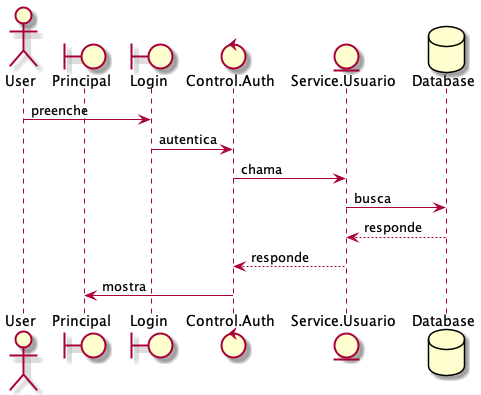 User Principal Login Control.Auth Service.Usuario Database
preenche
autentica
chama
busca
responde
responde
mostra
User Principal Login Control.Auth Service.Usuario Database